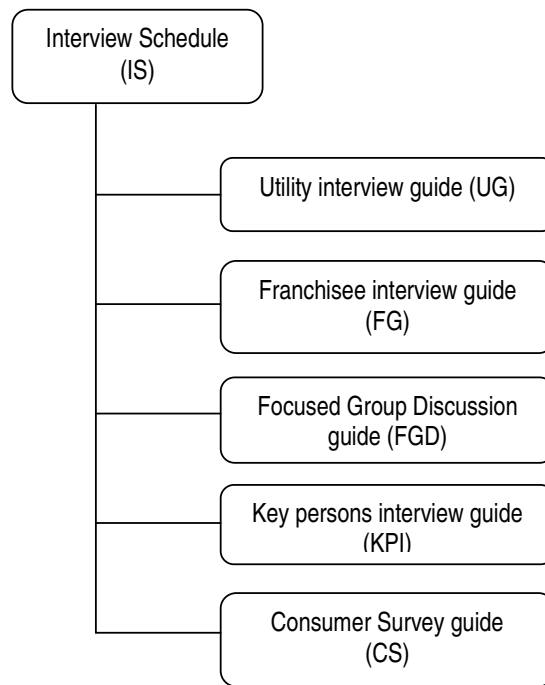 Interview Schedule
(IS)
Utility interview guide (UG)
Franchisee interview guide
(FG)
Focused Group Discussion
guide (FGD)
Key persons interview guide
(KPI)
Consumer Survey guide
(CS)